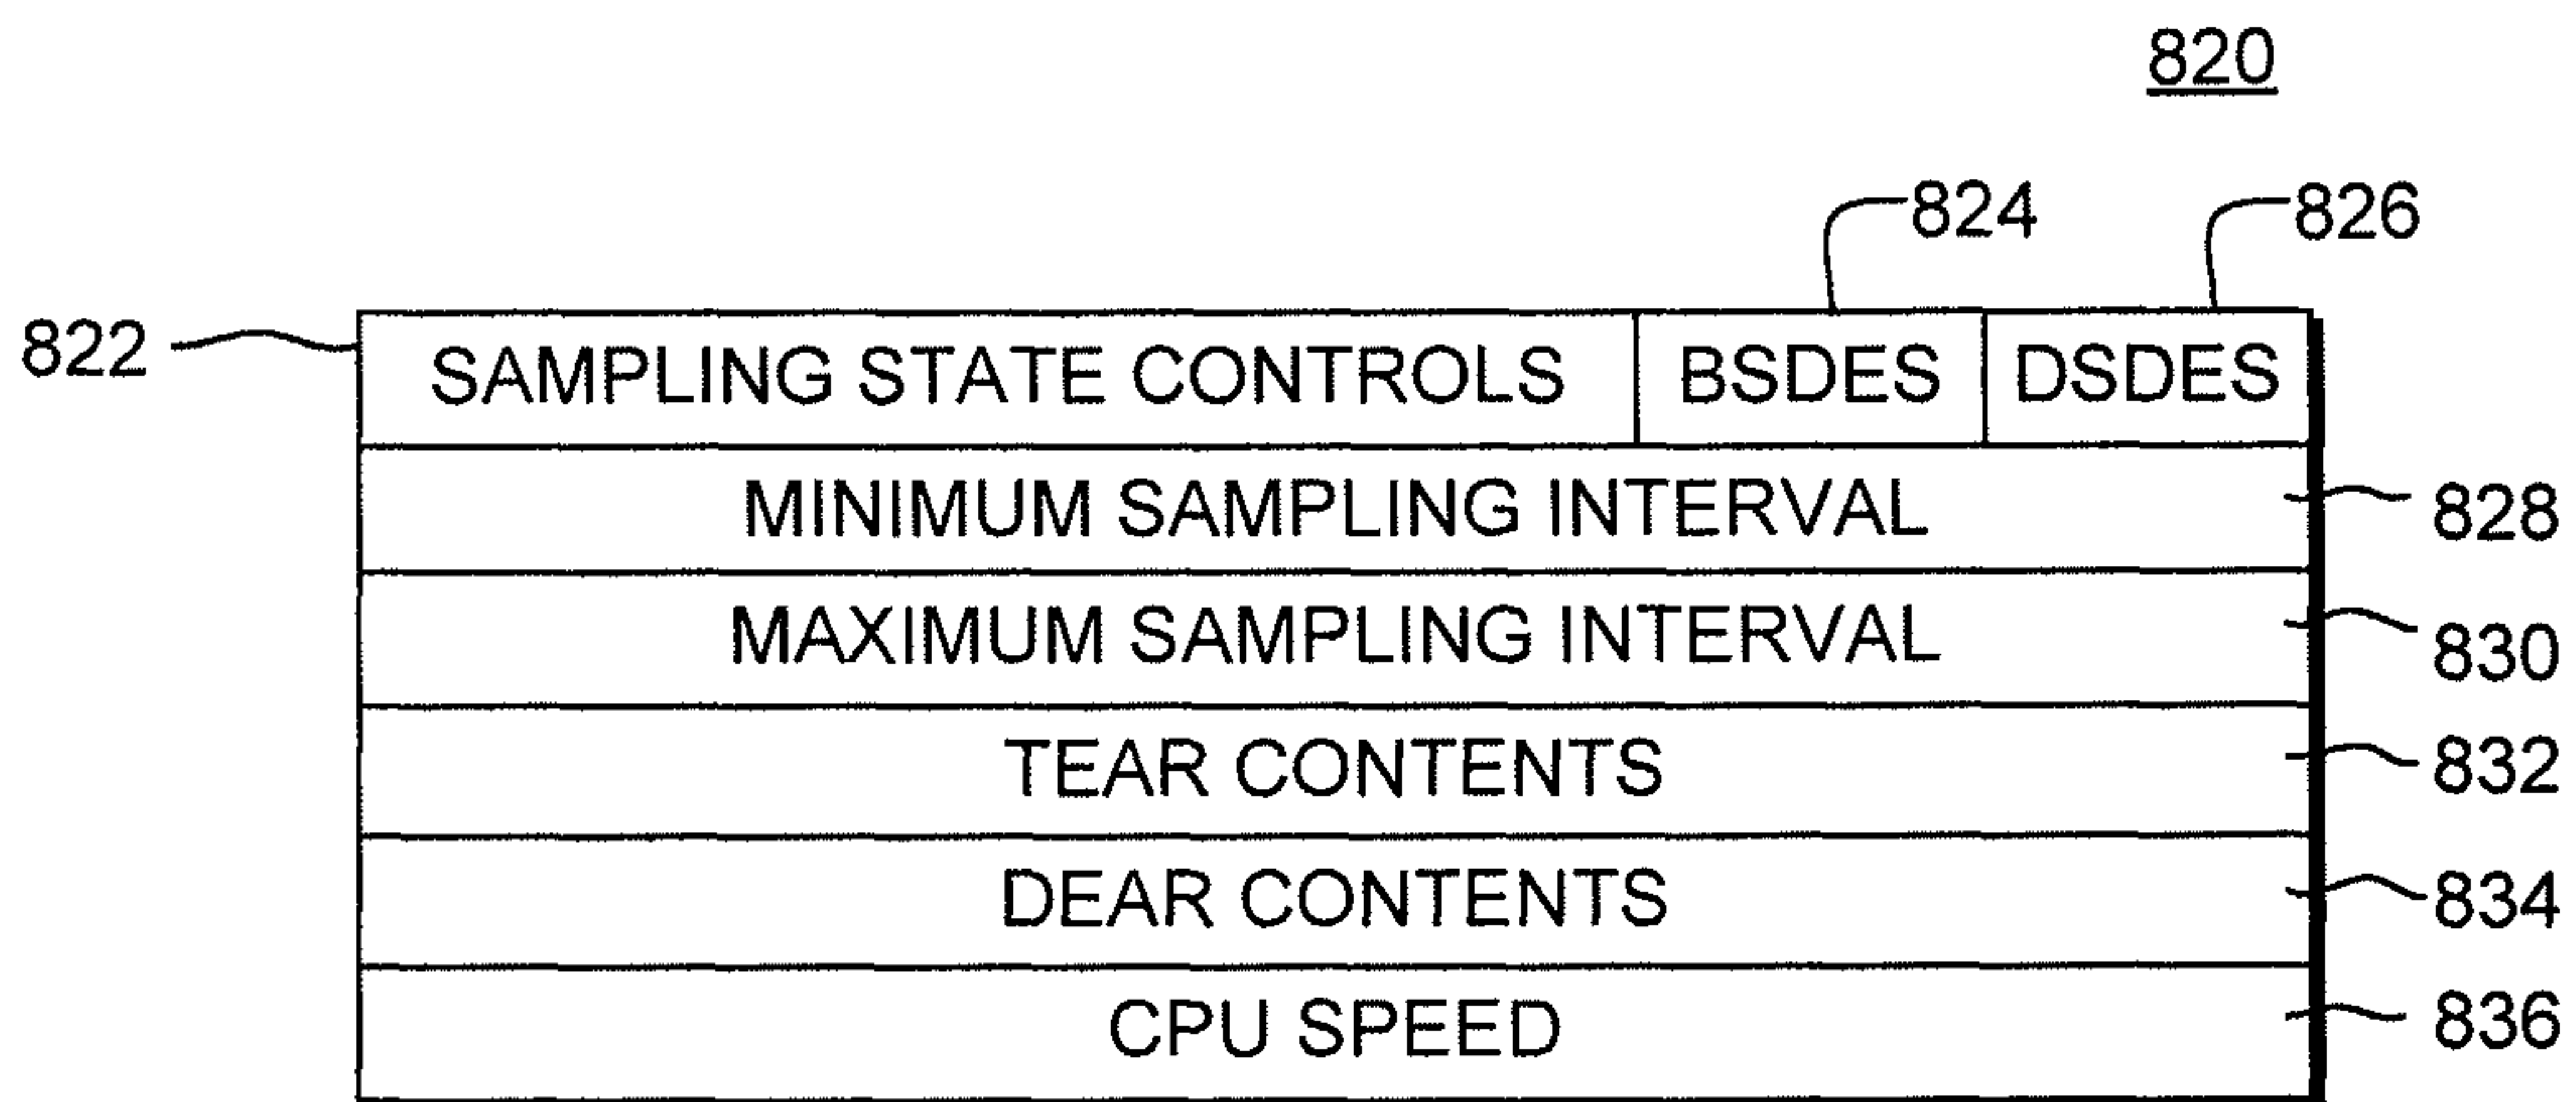 820
824 826
822 SAMPLING STATE CONTROLS BSDES DSDES
MINIMUM SAMPLING INTERVAL 828
MAXIMUM SAMPLING INTERVAL 830
TEAR CONTENTS 832
DEAR CONTENTS 834
CPU SPEED 836